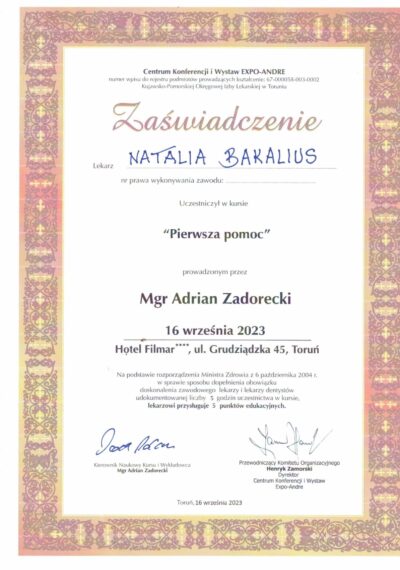 Centrum Konferencji i Wystaw EXPO-ANDRE
numer wpisu do rejestru podmiotów prowadzących kształcenie: 67-000058-003-0002
Kujawsko-Pomorskiej Okręgowej Izby Lekarskiej w Toruniu
Zaświadczenie
Lekarz NATALIA BAKALIUS
nr prawa wykonywania zawodu:
Uczestniczył w kursie
“Pierwsza pomoc”
prowadzonym przez
Mgr Adrian Zadorecki
16 września 2023
Hotel Filmar****, ul. Grudziądzka 45, Toruń
Na podstawie rozporządzenia Ministra Zdrowia z 6 października 2004 r.
w sprawie sposobu dopełnienia obowiązku
doskonalenia zawodowego lekarzy i lekarzy dentystów
udokumentowanej liczby 5 godzin uczestnictwa w kursie,
lekarzowi przysługuje 5 punktów edukacyjnych.
Kierownik Naukowy Kursu i Wykładowca
Mgr Adrian Zadorecki
Przewodniczący Komitetu Organizacyjnego
Henryk Zamorski
Dyrektor
Centrum Konferencji i Wystaw
Expo-Andre
Toruń, 16 września 2023